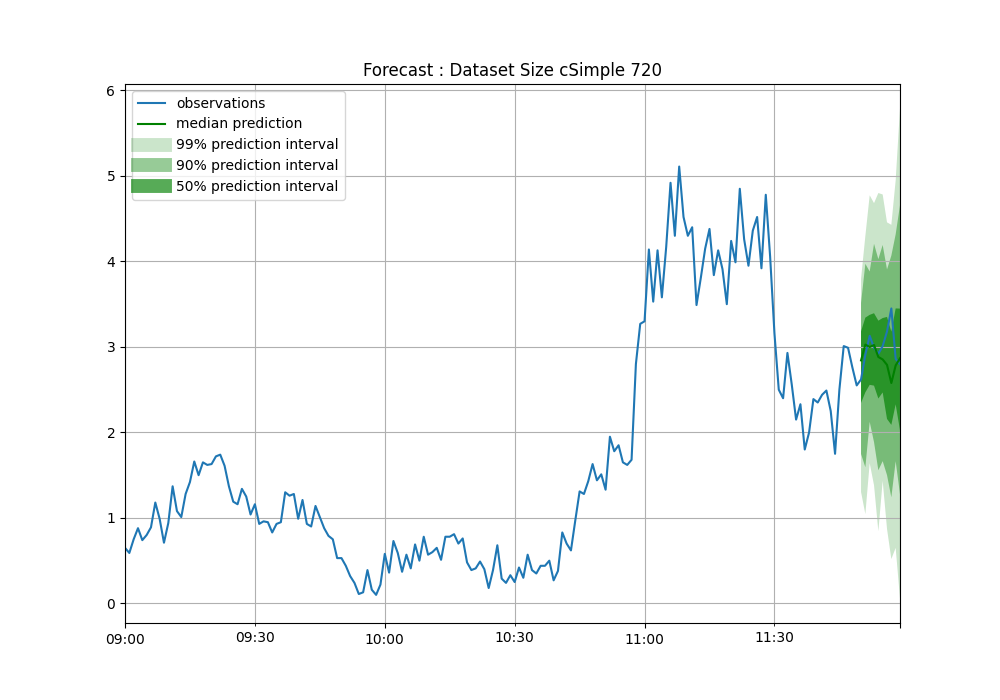 Forecast : Dataset Size cSimple 720
observations
median prediction
99% prediction interval
90% prediction interval
50% prediction interval
6
5
4
3
2
1
0
09:00
09:30
10:00
10:30
11:00
11:30